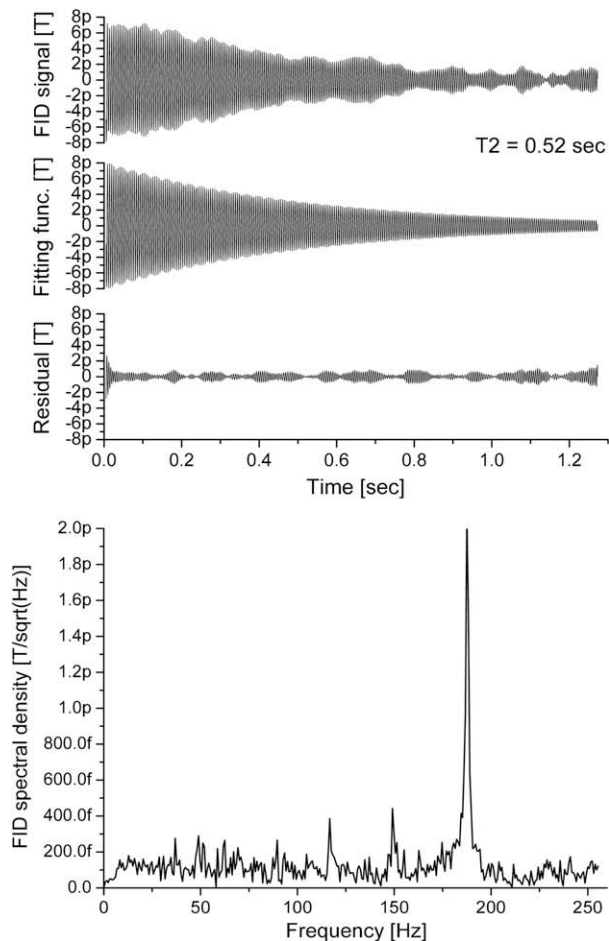 FID signal [T]
8p
6p
4p
2p
0
-2p
-4p
-6p
-8p
T2 = 0.52 sec
Fitting func. [T]
8p
6p
4p
2p
0
-2p
-4p
-6p
-8p
Residual [T]
8p
6p
4p
2p
0
-2p
-4p
-6p
-8p
0.0 0.2 0.4 0.6 0.8 1.0 1.2
Time [sec]
FID spectral density [T/sqrt(Hz)]
2.0p
1.8p
1.6p
1.4p
1.2p
1.0p
800.0f
600.0f
400.0f
200.0f
0.0
0 50 100 150 200 250
Frequency [Hz]